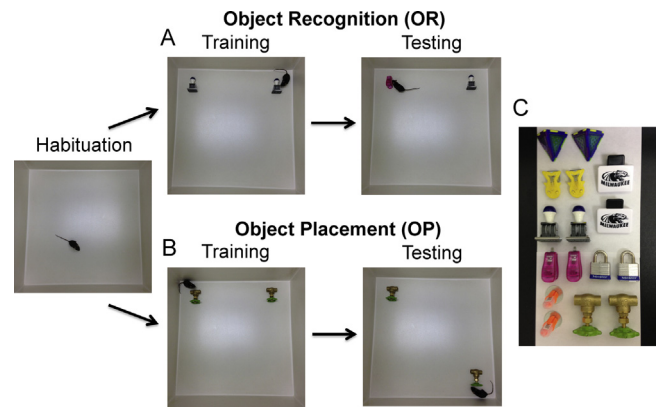 Object Recognition (OR)
A
Training
Testing
Habituation
C
MILWAUKEE
MILWAUKEE
Object Placement (OP)
B
Training
Testing